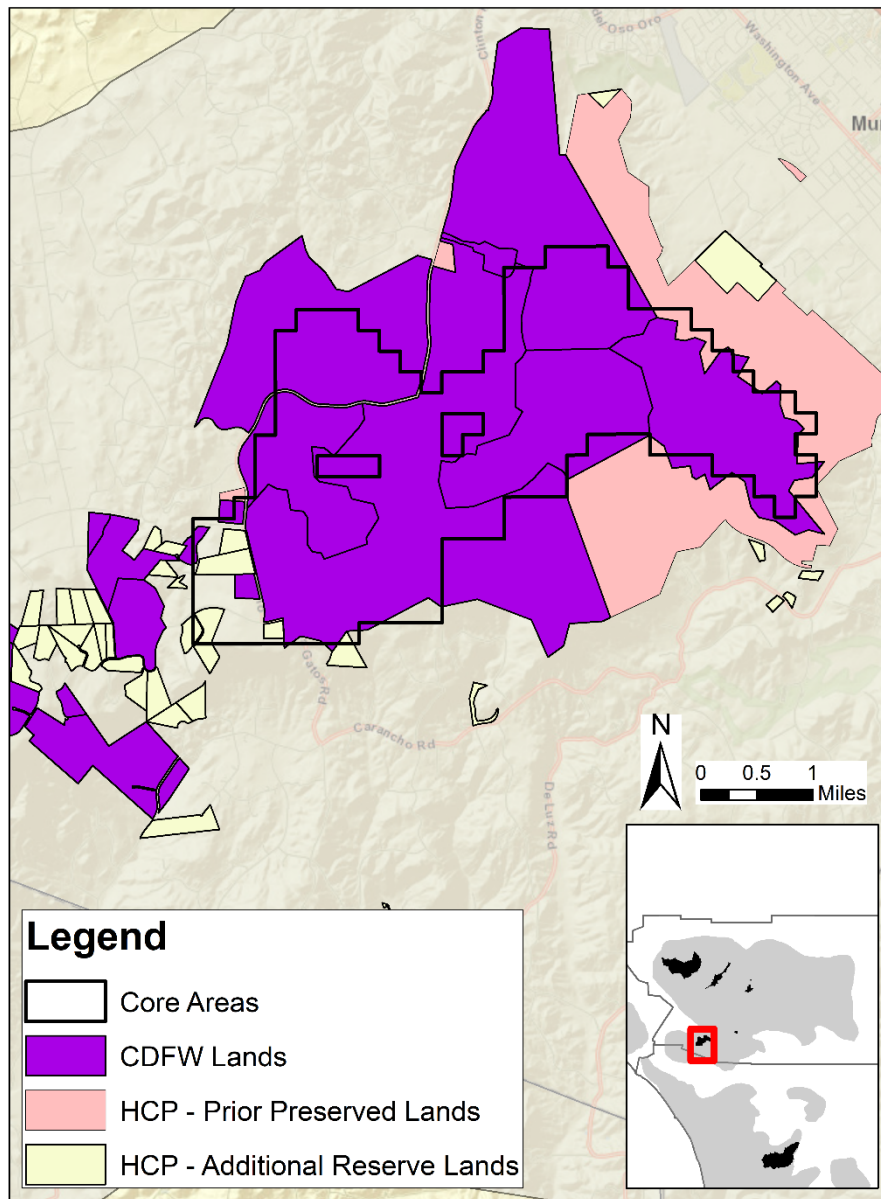 del Oso Oro
Clinton
Washington Ave
Mur
Gatos Rd
Carancho Rd
De Luz Rd
N
0 0.5 1
Miles
Legend
Core Areas
CDFW Lands
HCP - Prior Preserved Lands
HCP - Additional Reserve Lands